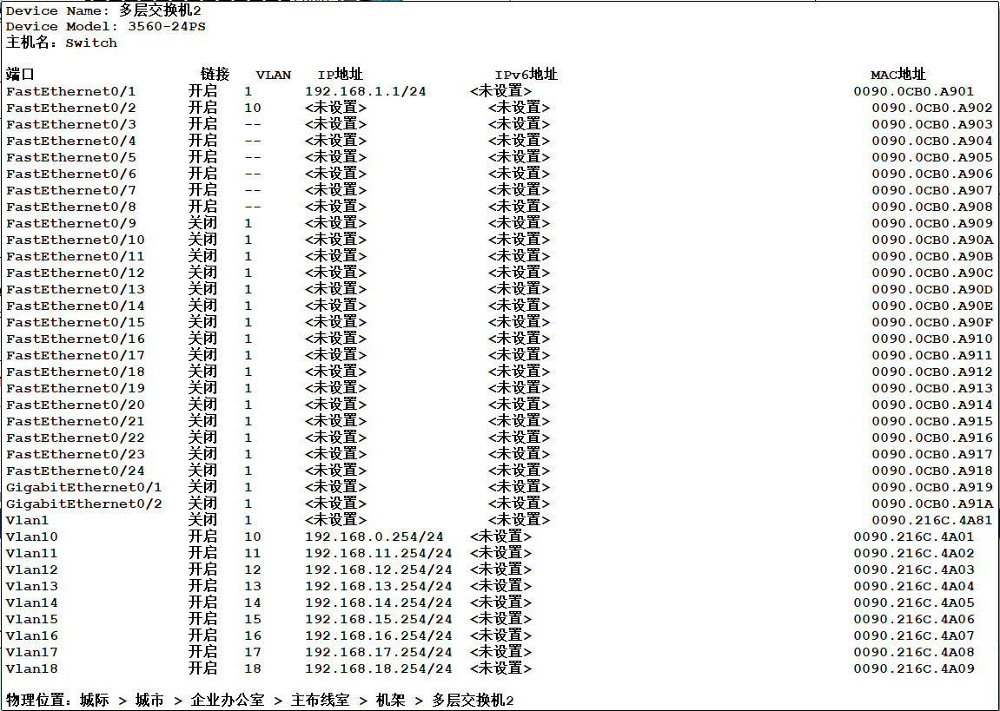 Device Name: 多层交换机2
Device Model: 3560-24PS
主机名: Switch
端口 链接 VLAN IP地址 IPv6地址 MAC地址
FastEthernet0/1 开启 1 192.168.1.1/24 <未设置> 0090.0CB0.A901
FastEthernet0/2 开启 10 <未设置> <未设置> 0090.0CB0.A902
FastEthernet0/3 开启 -- <未设置> <未设置> 0090.0CB0.A903
FastEthernet0/4 开启 -- <未设置> <未设置> 0090.0CB0.A904
FastEthernet0/5 开启 -- <未设置> <未设置> 0090.0CB0.A905
FastEthernet0/6 开启 -- <未设置> <未设置> 0090.0CB0.A906
FastEthernet0/7 开启 -- <未设置> <未设置> 0090.0CB0.A907
FastEthernet0/8 开启 -- <未设置> <未设置> 0090.0CB0.A908
FastEthernet0/9 关闭 1 <未设置> <未设置> 0090.0CB0.A909
FastEthernet0/10 关闭 1 <未设置> <未设置> 0090.0CB0.A90A
FastEthernet0/11 关闭 1 <未设置> <未设置> 0090.0CB0.A90B
FastEthernet0/12 关闭 1 <未设置> <未设置> 0090.0CB0.A90C
FastEthernet0/13 关闭 1 <未设置> <未设置> 0090.0CB0.A90D
FastEthernet0/14 关闭 1 <未设置> <未设置> 0090.0CB0.A90E
FastEthernet0/15 关闭 1 <未设置> <未设置> 0090.0CB0.A90F
FastEthernet0/16 关闭 1 <未设置> <未设置> 0090.0CB0.A910
FastEthernet0/17 关闭 1 <未设置> <未设置> 0090.0CB0.A911
FastEthernet0/18 关闭 1 <未设置> <未设置> 0090.0CB0.A912
FastEthernet0/19 关闭 1 <未设置> <未设置> 0090.0CB0.A913
FastEthernet0/20 关闭 1 <未设置> <未设置> 0090.0CB0.A914
FastEthernet0/21 关闭 1 <未设置> <未设置> 0090.0CB0.A915
FastEthernet0/22 关闭 1 <未设置> <未设置> 0090.0CB0.A916
FastEthernet0/23 关闭 1 <未设置> <未设置> 0090.0CB0.A917
FastEthernet0/24 关闭 1 <未设置> <未设置> 0090.0CB0.A918
GigabitEthernet0/1 关闭 1 <未设置> <未设置> 0090.0CB0.A919
GigabitEthernet0/2 关闭 1 <未设置> <未设置> 0090.0CB0.A91A
Vlan1 关闭 1 <未设置> <未设置> 0090.216C.4A81
Vlan10 开启 10 192.168.0.254/24 <未设置> 0090.216C.4A01
Vlan11 开启 11 192.168.11.254/24 <未设置> 0090.216C.4A02
Vlan12 开启 12 192.168.12.254/24 <未设置> 0090.216C.4A03
Vlan13 开启 13 192.168.13.254/24 <未设置> 0090.216C.4A04
Vlan14 开启 14 192.168.14.254/24 <未设置> 0090.216C.4A05
Vlan15 开启 15 192.168.15.254/24 <未设置> 0090.216C.4A06
Vlan16 开启 16 192.168.16.254/24 <未设置> 0090.216C.4A07
Vlan17 开启 17 192.168.17.254/24 <未设置> 0090.216C.4A08
Vlan18 开启 18 192.168.18.254/24 <未设置> 0090.216C.4A09
物理位置: 城际 > 城市 > 企业办公室 > 主布线室 > 机架 > 多层交换机2